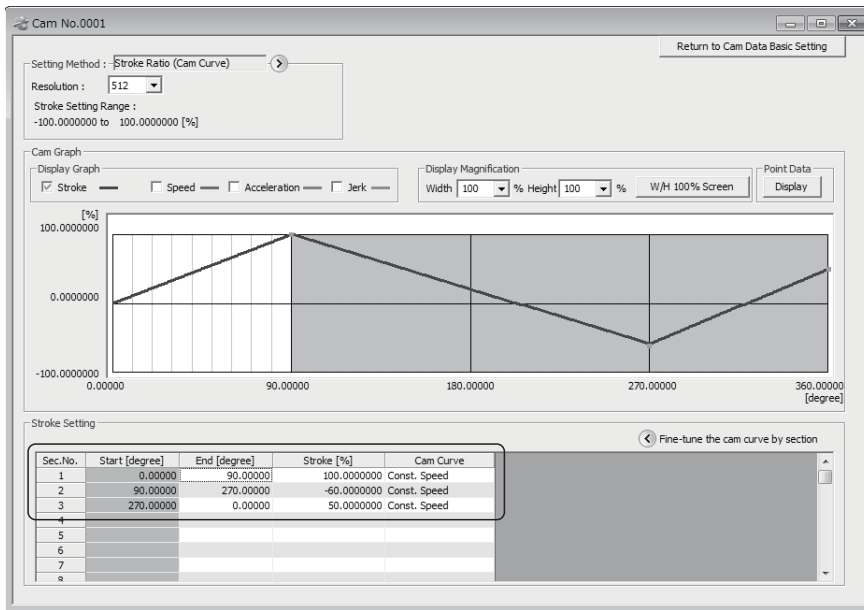 Cam No.0001
Return to Cam Data Basic Setting
Setting Method : Stroke Ratio (Cam Curve)
Resolution : 512
Stroke Setting Range :
-100.0000000 to 100.0000000 [%]
Cam Graph
Display Graph
Stroke Speed Acceleration Jerk
Display Magnification
Width 100 % Height 100 % W/H 100% Screen
Point Data
Display
[%]
100.0000000
0.0000000
-100.0000000
0.00000 90.00000 180.00000 270.00000 360.00000
[degree]
Stroke Setting
Fine-tune the cam curve by section
Sec.No. Start [degree] End [degree] Stroke [%] Cam Curve
1 0.00000 90.00000 100.0000000 Const. Speed
2 90.00000 270.00000 -60.0000000 Const. Speed
3 270.00000 0.00000 50.0000000 Const. Speed
4
5
6
7
8